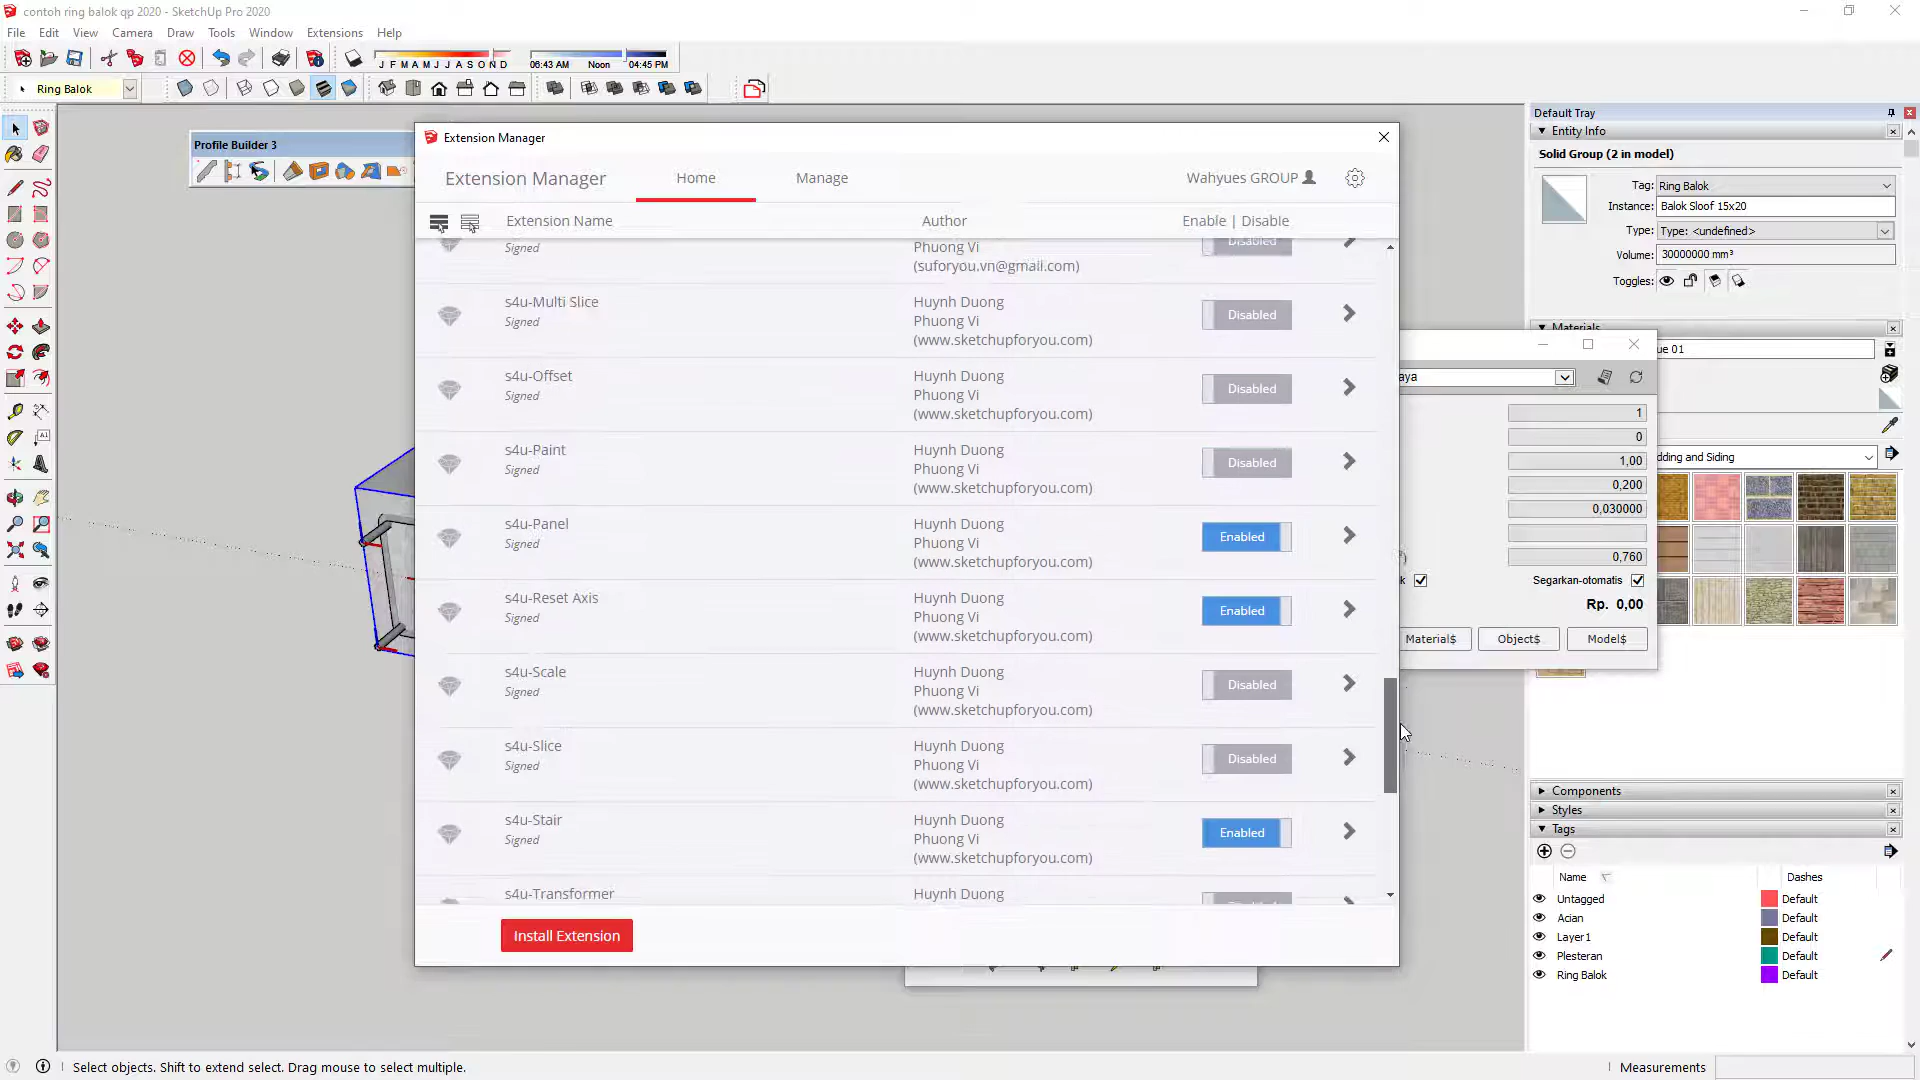 contoh ring balok qp 2020 - SketchUp Pro 2020
File Edit View Camera Draw Tools Window Extensions Help
J F M A M J J A S O N D
06:43 AM Noon 04:45 PM
Ring Balok
Profile Builder 3
Extension Manager
Extension Manager
Home
Manage
Wahyues GROUP
Extension Name
Author
Enable | Disable
Signed
Phuong Vi
(suforyou.vn@gmail.com)
Disabled
s4u-Multi Slice
Signed
Huynh Duong
Phuong Vi
(www.sketchupforyou.com)
Disabled
s4u-Offset
Signed
Huynh Duong
Phuong Vi
(www.sketchupforyou.com)
Disabled
s4u-Paint
Signed
Huynh Duong
Phuong Vi
(www.sketchupforyou.com)
Disabled
s4u-Panel
Signed
Huynh Duong
Phuong Vi
(www.sketchupforyou.com)
Enabled
s4u-Reset Axis
Signed
Huynh Duong
Phuong Vi
(www.sketchupforyou.com)
Enabled
s4u-Scale
Signed
Huynh Duong
Phuong Vi
(www.sketchupforyou.com)
Disabled
s4u-Slice
Signed
Huynh Duong
Phuong Vi
(www.sketchupforyou.com)
Disabled
s4u-Stair
Signed
Huynh Duong
Phuong Vi
(www.sketchupforyou.com)
Enabled
s4u-Transformer
Huynh Duong
Install Extension
aya
1
0
1,00
0,200
0,030000
0,760
k
Segarkan-otomatis
Rp. 0,00
Material$
Object$
Model$
Default Tray
Entity Info
Solid Group (2 in model)
Tag: Ring Balok
Instance: Balok Sloof 15x20
Type: Type: <undefined>
Volume: 30000000 mm³
Toggles:
Materials
ue 01
dding and Siding
Components
Styles
Tags
Name
Dashes
Untagged Default
Acian Default
Layer1 Default
Plesteran Default
Ring Balok Default
Select objects. Shift to extend select. Drag mouse to select multiple.
Measurements